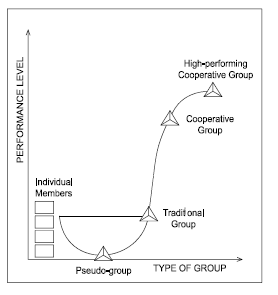 High-performing
Cooperative Group
Cooperative
Group
PERFORMANCE LEVEL
Individual
Members
Traditional
Group
Pseudo-group
TYPE OF GROUP